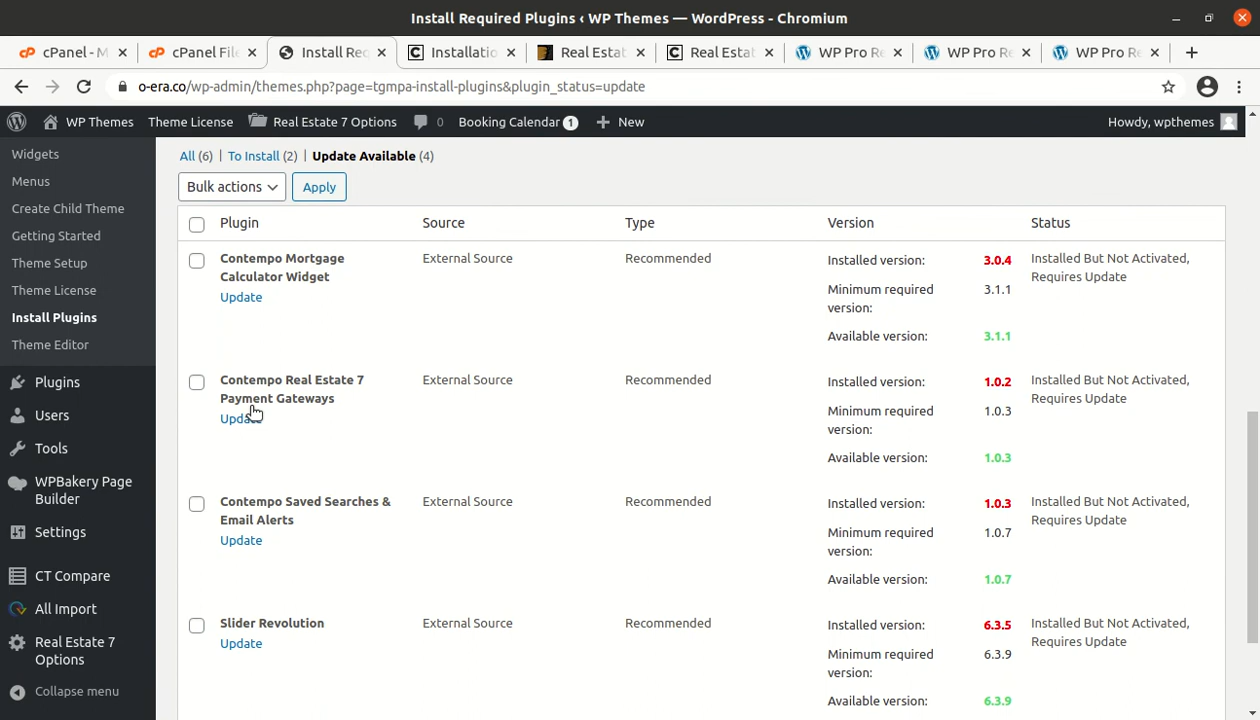 Install Required Plugins ‹ WP Themes — WordPress - Chromium
cPanel - M
cPanel File
Install Req
Installatio
Real Estat
Real Estat
WP Pro Re
WP Pro Re
WP Pro Re
o-era.co/wp-admin/themes.php?page=tgmpa-install-plugins&plugin_status=update
WP Themes
Theme License
Real Estate 7 Options
0
Booking Calendar 1
New
Howdy, wpthemes
Widgets
Menus
Create Child Theme
Getting Started
Theme Setup
Theme License
Install Plugins
Theme Editor
Plugins
Users
Tools
WPBakery Page
Builder
Settings
CT Compare
All Import
Real Estate 7
Options
Collapse menu
All (6) | To Install (2) | Update Available (4)
Bulk actions
Apply
Plugin Source Type Version Status
Contempo Mortgage
Calculator Widget
Update
External Source
Recommended
Installed version: 3.0.4
Minimum required
version:
3.1.1
Available version: 3.1.1
Installed But Not Activated,
Requires Update
Contempo Real Estate 7
Payment Gateways
Update
External Source
Recommended
Installed version: 1.0.2
Minimum required
version:
1.0.3
Available version: 1.0.3
Installed But Not Activated,
Requires Update
Contempo Saved Searches &
Email Alerts
Update
External Source
Recommended
Installed version: 1.0.3
Minimum required
version:
1.0.7
Available version: 1.0.7
Installed But Not Activated,
Requires Update
Slider Revolution
Update
External Source
Recommended
Installed version: 6.3.5
Minimum required
version:
6.3.9
Available version: 6.3.9
Installed But Not Activated,
Requires Update